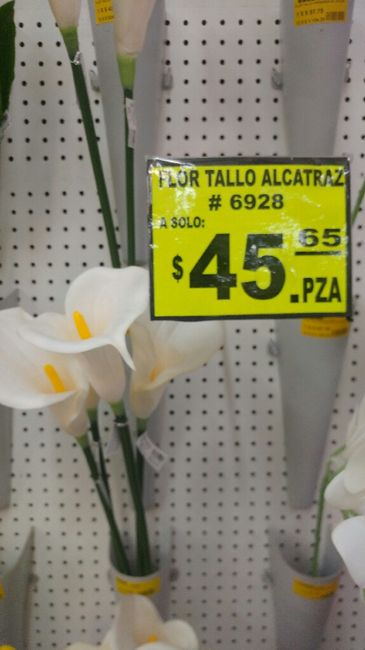 FLOR TALLO ALCATRAZ
# 6928
A SOLO:
$45.65
PZA